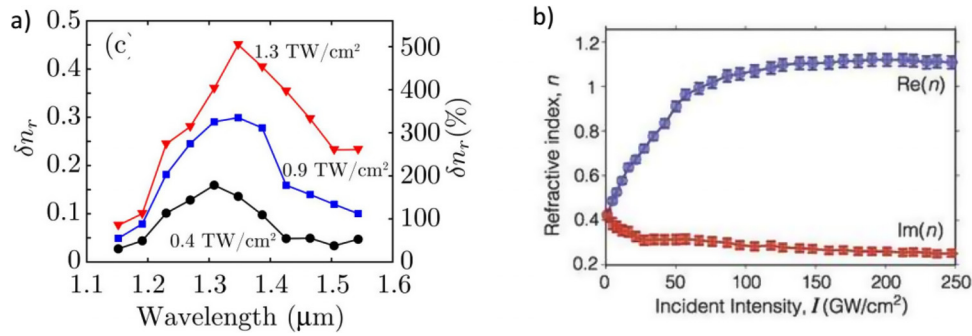 a)
(c)
0.5
0.4
0.3
0.2
0.1
0
δnᵣ
500
400
300
200
100
0
δnᵣ(%)
1.3 TW/cm²
0.9 TW/cm²
0.4 TW/cm²
1.1 1.2 1.3 1.4 1.5 1.6
Wavelength (μm)
b)
1.2
1
0.8
0.6
0.4
0.2
Refractive index, n
Re(n)
Im(n)
0 50 100 150 200 250
Incident Intensity, I (GW/cm²)